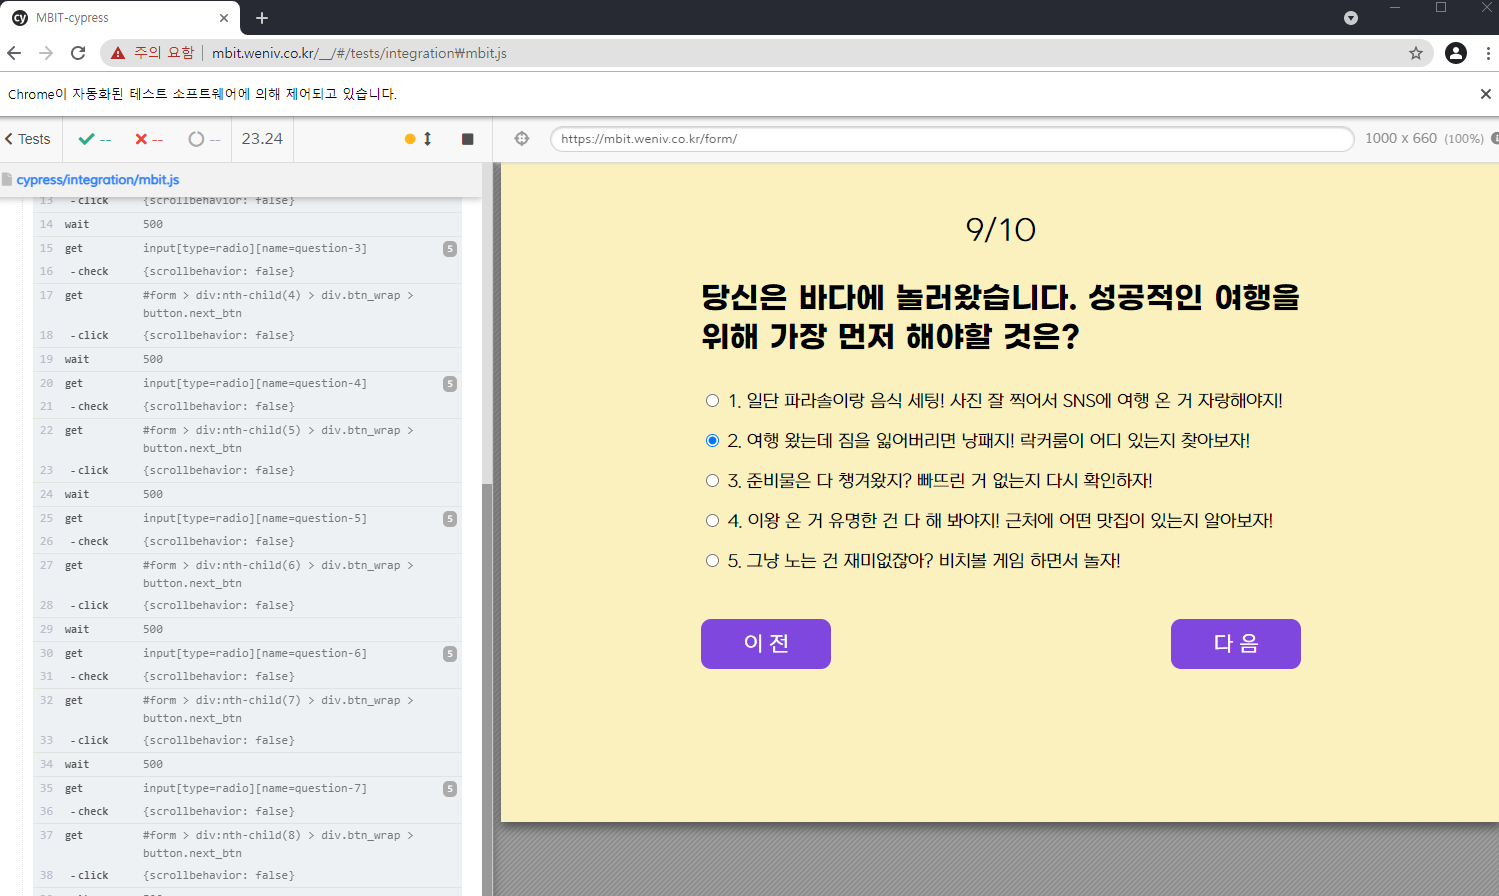 cy MBIT-cypress
주의 요함 mbit.weniv.co.kr/__/#/tests/integration₩mbit.js
Chrome이 자동화된 테스트 소프트웨어에 의해 제어되고 있습니다.
Tests -- -- -- 23.24 https://mbit.weniv.co.kr/form/ 1000 x 660 (100%)
cypress/integration/mbit.js
13 -click {scrollbehavior: false}
14 wait 500
15 get input[type=radio][name=question-3] 5
16 -check {scrollbehavior: false}
17 get #form > div:nth-child(4) > div.btn_wrap >
button.next_btn
18 -click {scrollbehavior: false}
19 wait 500
20 get input[type=radio][name=question-4] 5
21 -check {scrollbehavior: false}
22 get #form > div:nth-child(5) > div.btn_wrap >
button.next_btn
23 -click {scrollbehavior: false}
24 wait 500
25 get input[type=radio][name=question-5] 5
26 -check {scrollbehavior: false}
27 get #form > div:nth-child(6) > div.btn_wrap >
button.next_btn
28 -click {scrollbehavior: false}
29 wait 500
30 get input[type=radio][name=question-6] 5
31 -check {scrollbehavior: false}
32 get #form > div:nth-child(7) > div.btn_wrap >
button.next_btn
33 -click {scrollbehavior: false}
34 wait 500
35 get input[type=radio][name=question-7] 5
36 -check {scrollbehavior: false}
37 get #form > div:nth-child(8) > div.btn_wrap >
button.next_btn
38 -click {scrollbehavior: false}
9/10
당신은 바다에 놀러왔습니다. 성공적인 여행을
위해 가장 먼저 해야할 것은?
1. 일단 파라솔이랑 음식 세팅! 사진 잘 찍어서 SNS에 여행 온 거 자랑해야지!
2. 여행 왔는데 짐을 잃어버리면 낭패지! 락커룸이 어디 있는지 찾아보자!
3. 준비물은 다 챙겨왔지? 빠뜨린 거 없는지 다시 확인하자!
4. 이왕 온 거 유명한 건 다 해 봐야지! 근처에 어떤 맛집이 있는지 알아보자!
5. 그냥 노는 건 재미없잖아? 비치볼 게임 하면서 놀자!
이 전
다 음